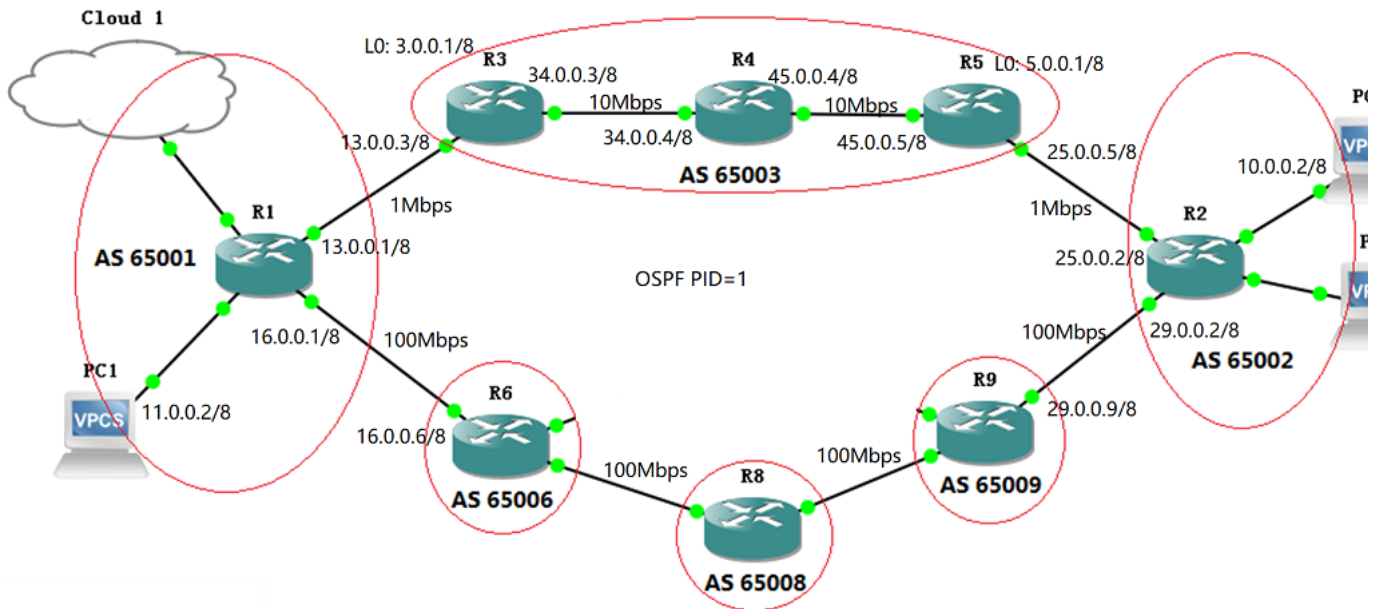 Cloud 1
L0: 3.0.0.1/8
R3
34.0.0.3/8
10Mbps
34.0.0.4/8
R4
45.0.0.4/8
10Mbps
45.0.0.5/8
R5
L0: 5.0.0.1/8
13.0.0.3/8
AS 65003
25.0.0.5/8
10.0.0.2/8
VP
1Mbps
1Mbps
R1
R2
AS 65001
13.0.0.1/8
25.0.0.2/8
OSPF PID=1
16.0.0.1/8
100Mbps
100Mbps
29.0.0.2/8
AS 65002
PC1
VPCS
11.0.0.2/8
R6
16.0.0.6/8
R9
29.0.0.9/8
AS 65006
100Mbps
R8
100Mbps
AS 65009
AS 65008